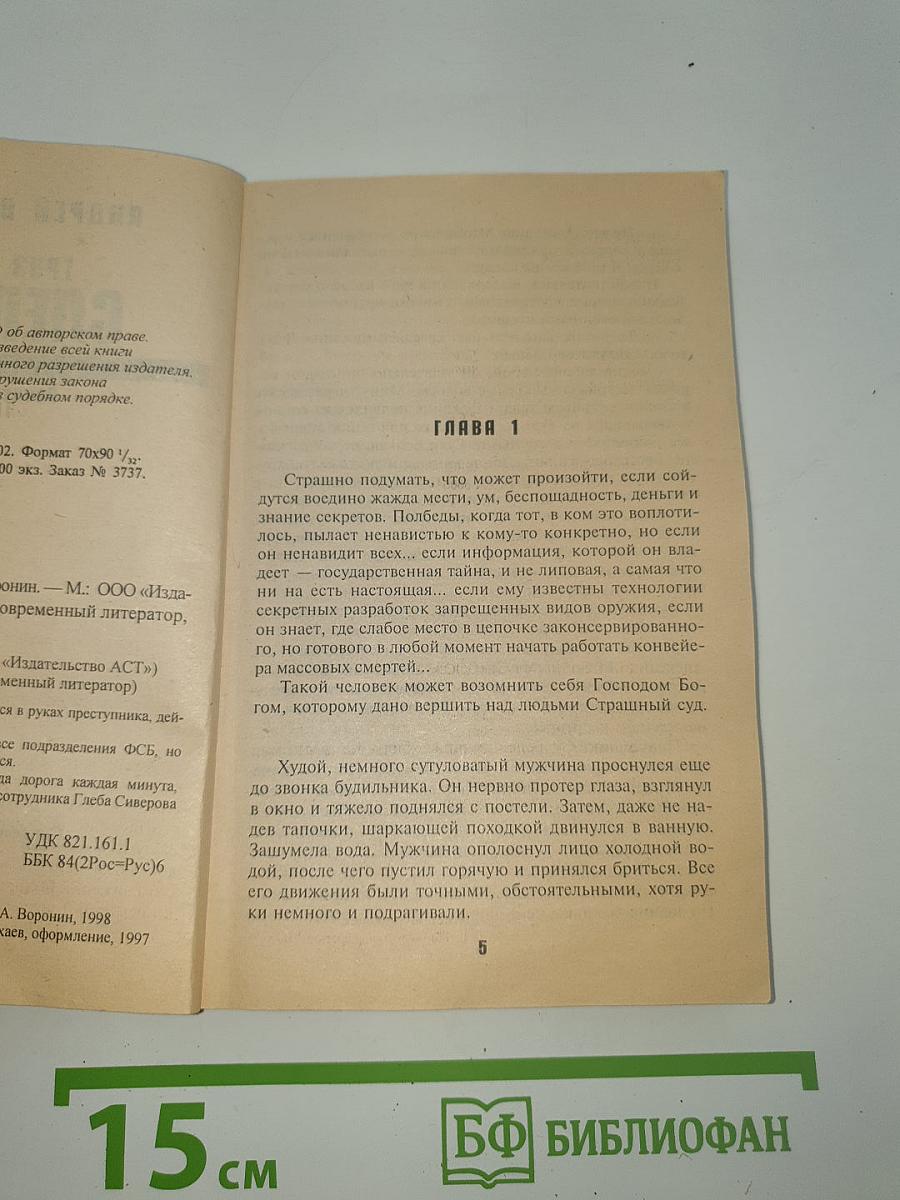 об авторском праве.
зведение всей книги
нного разрешения издателя.
рушения закона
в судебном порядке.
02. Формат 70х90 1/32.
00 экз. Заказ № 3737.
ронин. — М.: ООО «Изда-
овременный литератор,
«Издательство АСТ»)
менный литератор)
ся в руках преступника, дей-
все подразделения ФСБ, но
ся.
да дорога каждая минута,
сотрудника Глеба Сиверова
УДК 821.161.1
ББК 84(2Рос=Рус)6
А. Воронин, 1998
хаев, оформление, 1997
ГЛАВА 1
Страшно подумать, что может произойти, если сой-
дутся воедино жажда мести, ум, беспощадность, деньги и
знание секретов. Полбеды, когда тот, в ком это воплоти-
лось, пылает ненавистью к кому-то конкретно, но если
он ненавидит всех... если информация, которой он вла-
деет — государственная тайна, и не липовая, а самая что
ни на есть настоящая... если ему известны технологии
секретных разработок запрещенных видов оружия, если
он знает, где слабое место в цепочке законсервированно-
го, но готового в любой момент начать работать конвейе-
ра массовых смертей...
Такой человек может возомнить себя Господом Бо-
гом, которому дано вершить над людьми Страшный суд.
Худой, немного сутуловатый мужчина проснулся еще
до звонка будильника. Он нервно протер глаза, взглянул
в окно и тяжело поднялся с постели. Затем, даже не на-
дев тапочки, шаркающей походкой двинулся в ванную.
Зашумела вода. Мужчина ополоснул лицо холодной во-
дой, после чего пустил горячую и принялся бриться. Все
его движения были точными, обстоятельными, хотя ру-
ки немного и подрагивали.
5
15 см
БФ БИБЛИОФАН